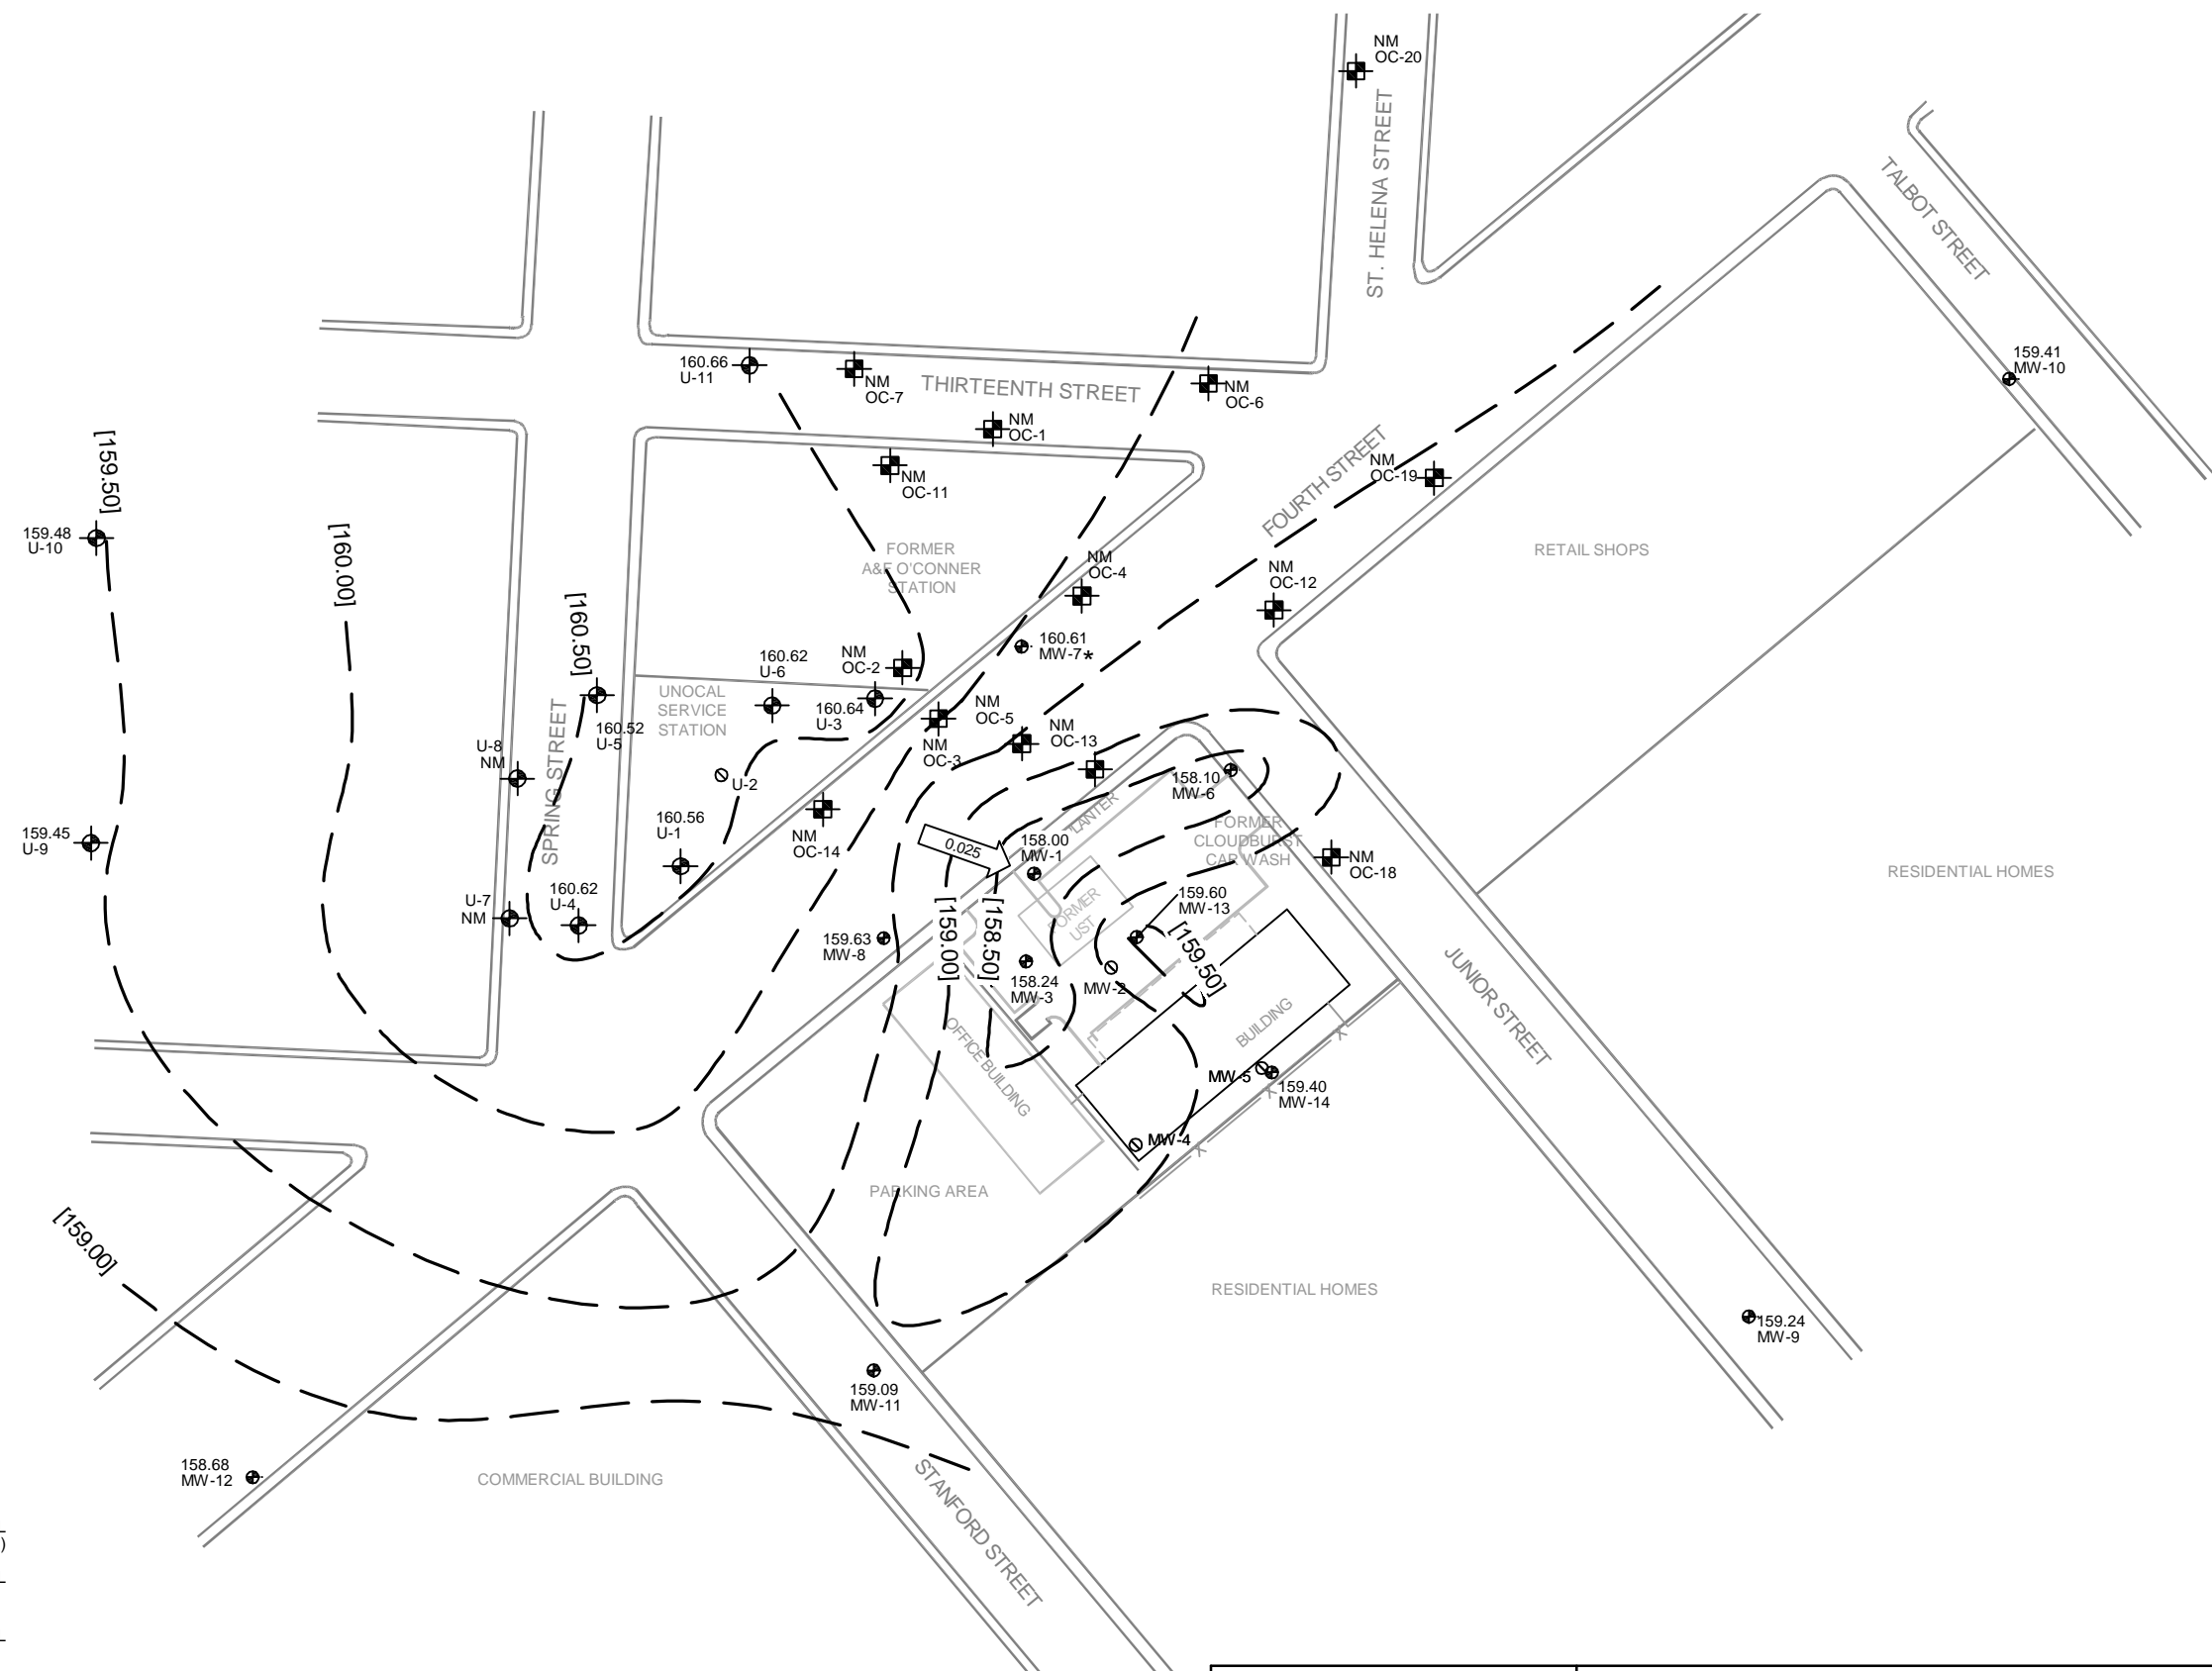 NM
OC-20
ST. HELENA STREET
TALBOT STREET
159.41
MW-10
160.66
U-11
NM
OC-7
THIRTEENTH STREET
NM
OC-6
NM
OC-1
NM
OC-11
FOURTH STREET
NM
OC-19
[159.50]
159.48
U-10
[160.00]
[160.50]
FORMER
A&F O'CONNER
STATION
NM
OC-4
NM
OC-12
RETAIL SHOPS
160.61
MW-7*
160.62
U-6
NM
OC-2
UNOCAL
SERVICE
STATION
160.64
U-3
160.52
U-5
NM
OC-5
NM
OC-3
NM
OC-13
U-8
NM
SPRING STREET
U-2
158.10
MW-6
LANTER
FORMER
CLOUDBURST
CAR WASH
159.45
U-9
160.56
U-1
NM
OC-14
0.025
158.00
MW-1
NM
OC-18
RESIDENTIAL HOMES
U-7
NM
160.62
U-4
159.63
MW-8
[159.00]
[158.50]
ORMER
UST
159.60
MW-13
[159.50]
158.24
MW-3
MW-2
JUNIOR STREET
BUILDING
OFFICE BUILDING
MW-5
159.40
MW-14
MW-4
X
X
X
PARKING AREA
[159.00]
RESIDENTIAL HOMES
159.24
MW-9
159.09
MW-11
158.68
MW-12
COMMERCIAL BUILDING
STANFORD STREET
)